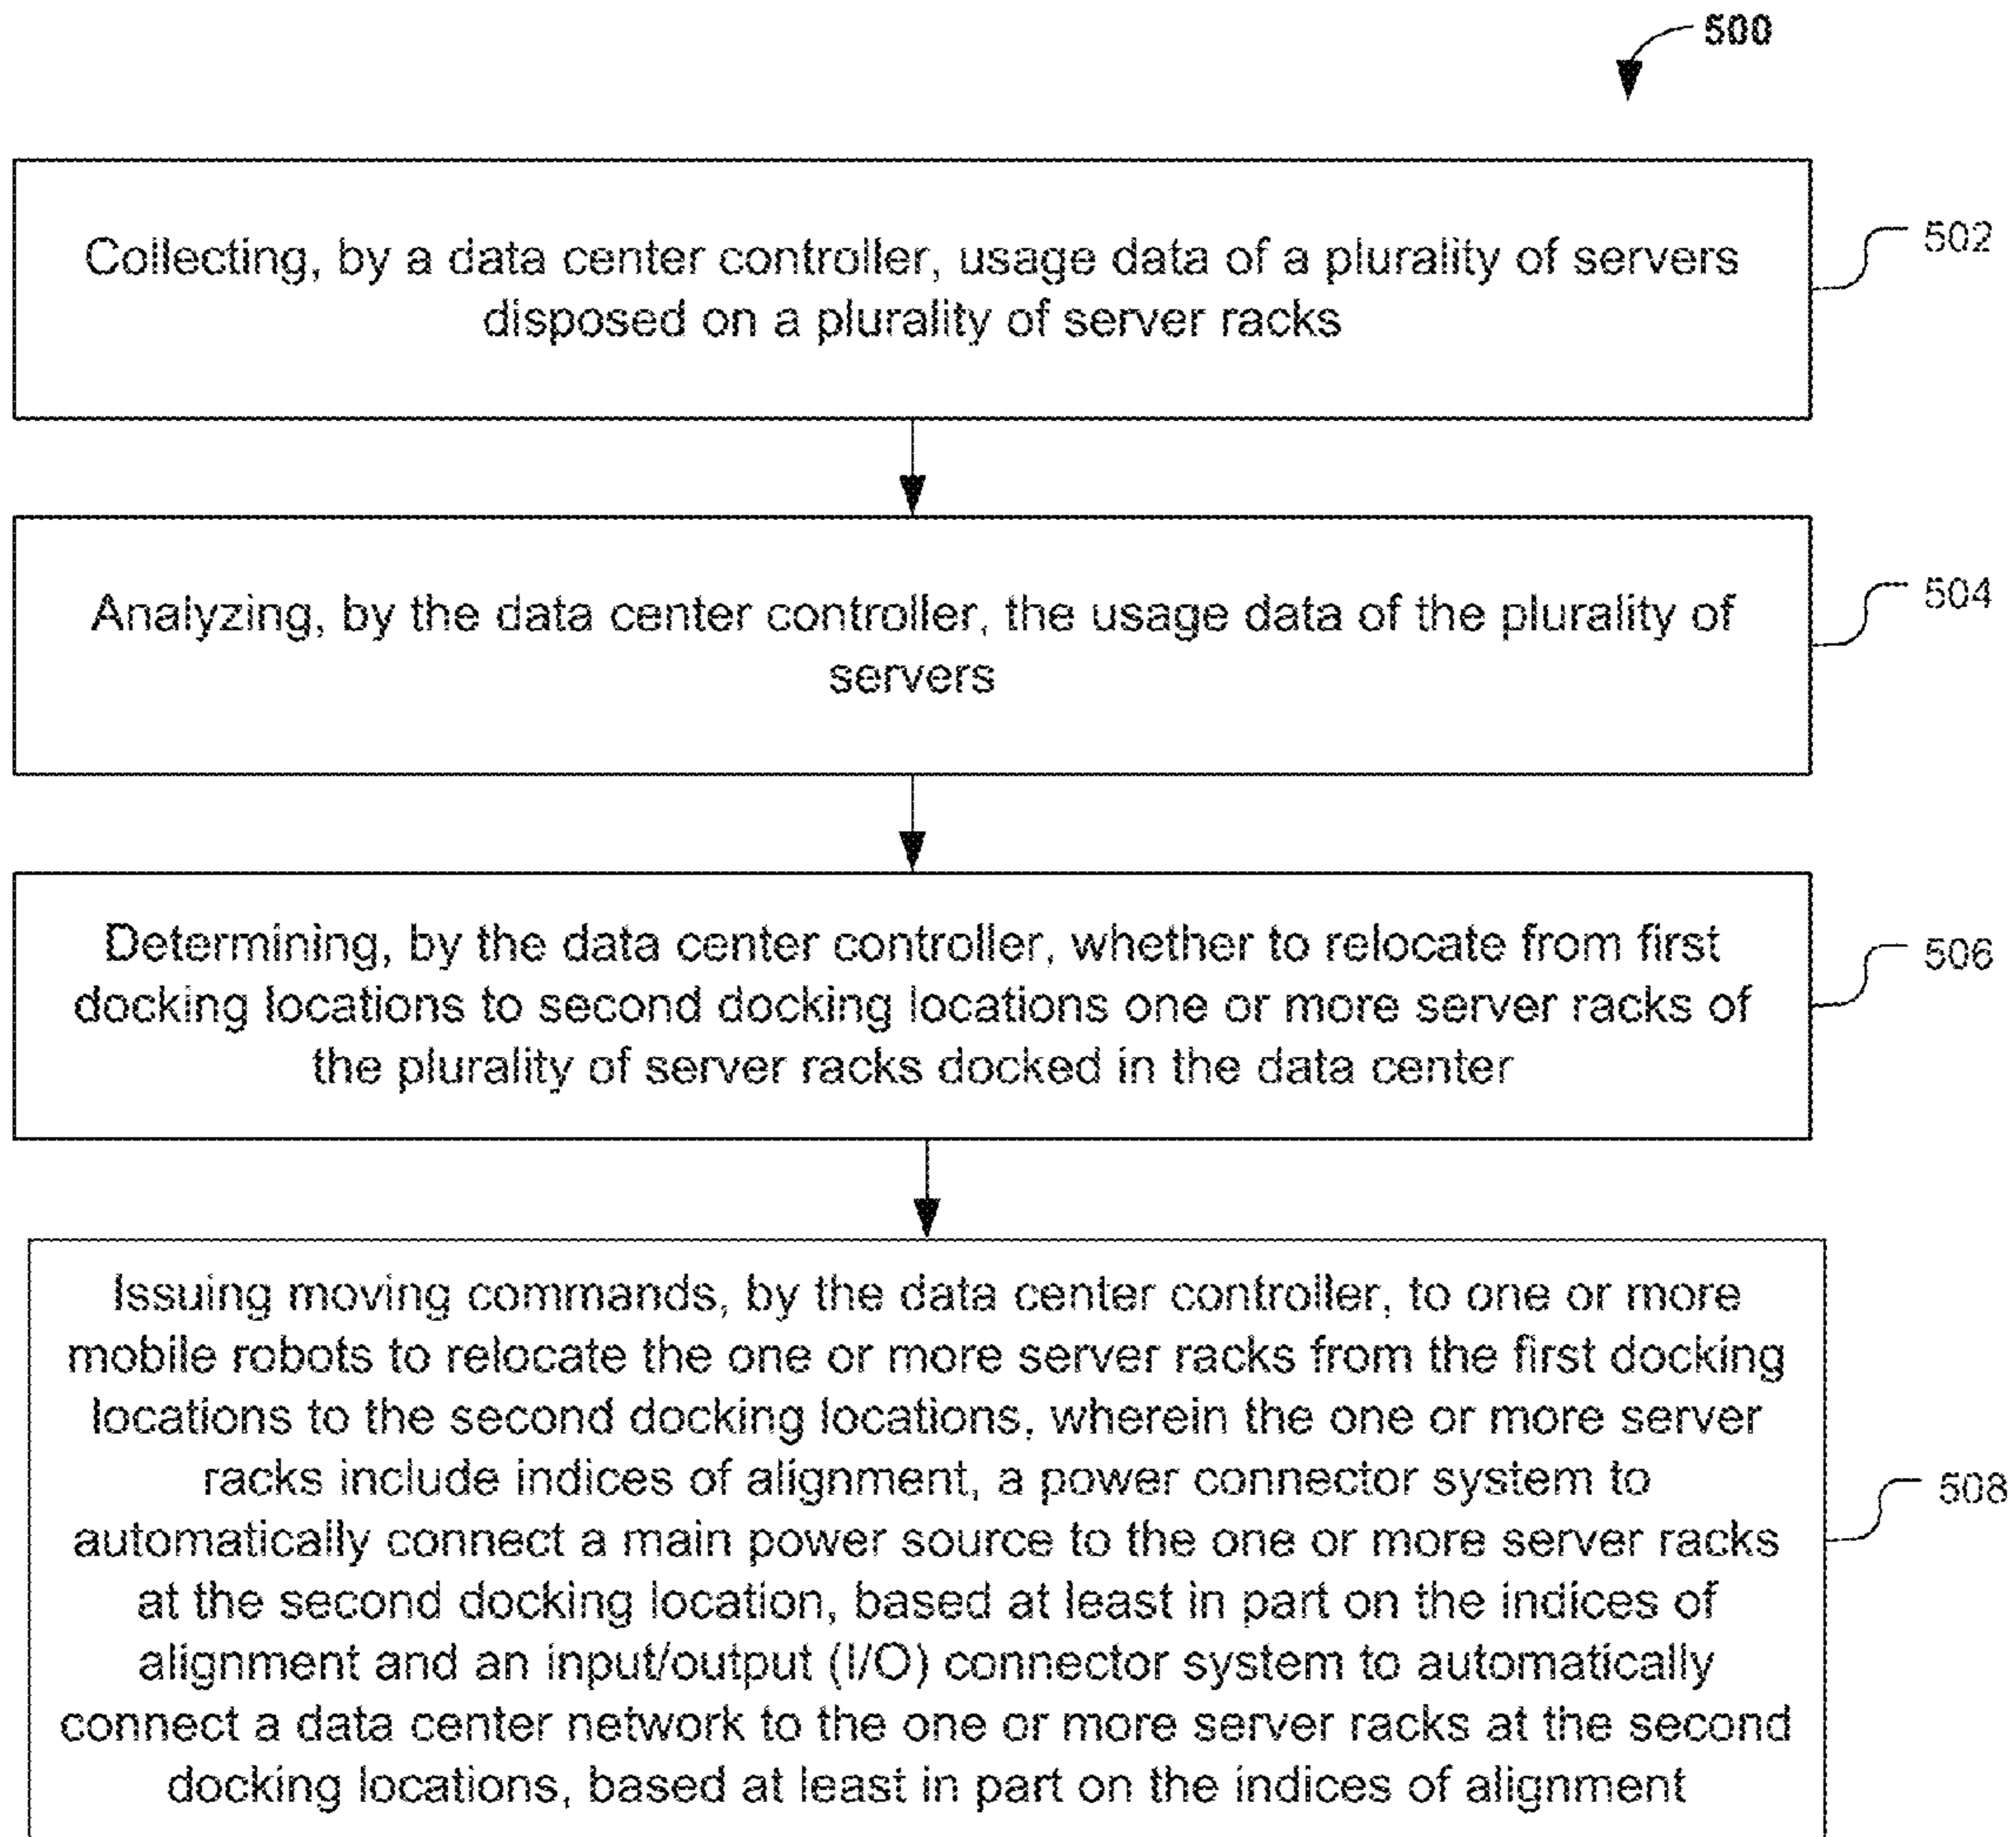 500
Collecting, by a data center controller, usage data of a plurality of servers
disposed on a plurality of server racks
502
Analyzing, by the data center controller, the usage data of the plurality of
servers
504
Determining, by the data center controller, whether to relocate from first
docking locations to second docking locations one or more server racks of
the plurality of server racks docked in the data center
506
Issuing moving commands, by the data center controller, to one or more
mobile robots to relocate the one or more server racks from the first docking
locations to the second docking locations, wherein the one or more server
racks include indices of alignment, a power connector system to
automatically connect a main power source to the one or more server racks
at the second docking location, based at least in part on the indices of
alignment and an input/output (I/O) connector system to automatically
connect a data center network to the one or more server racks at the second
docking locations, based at least in part on the indices of alignment
508